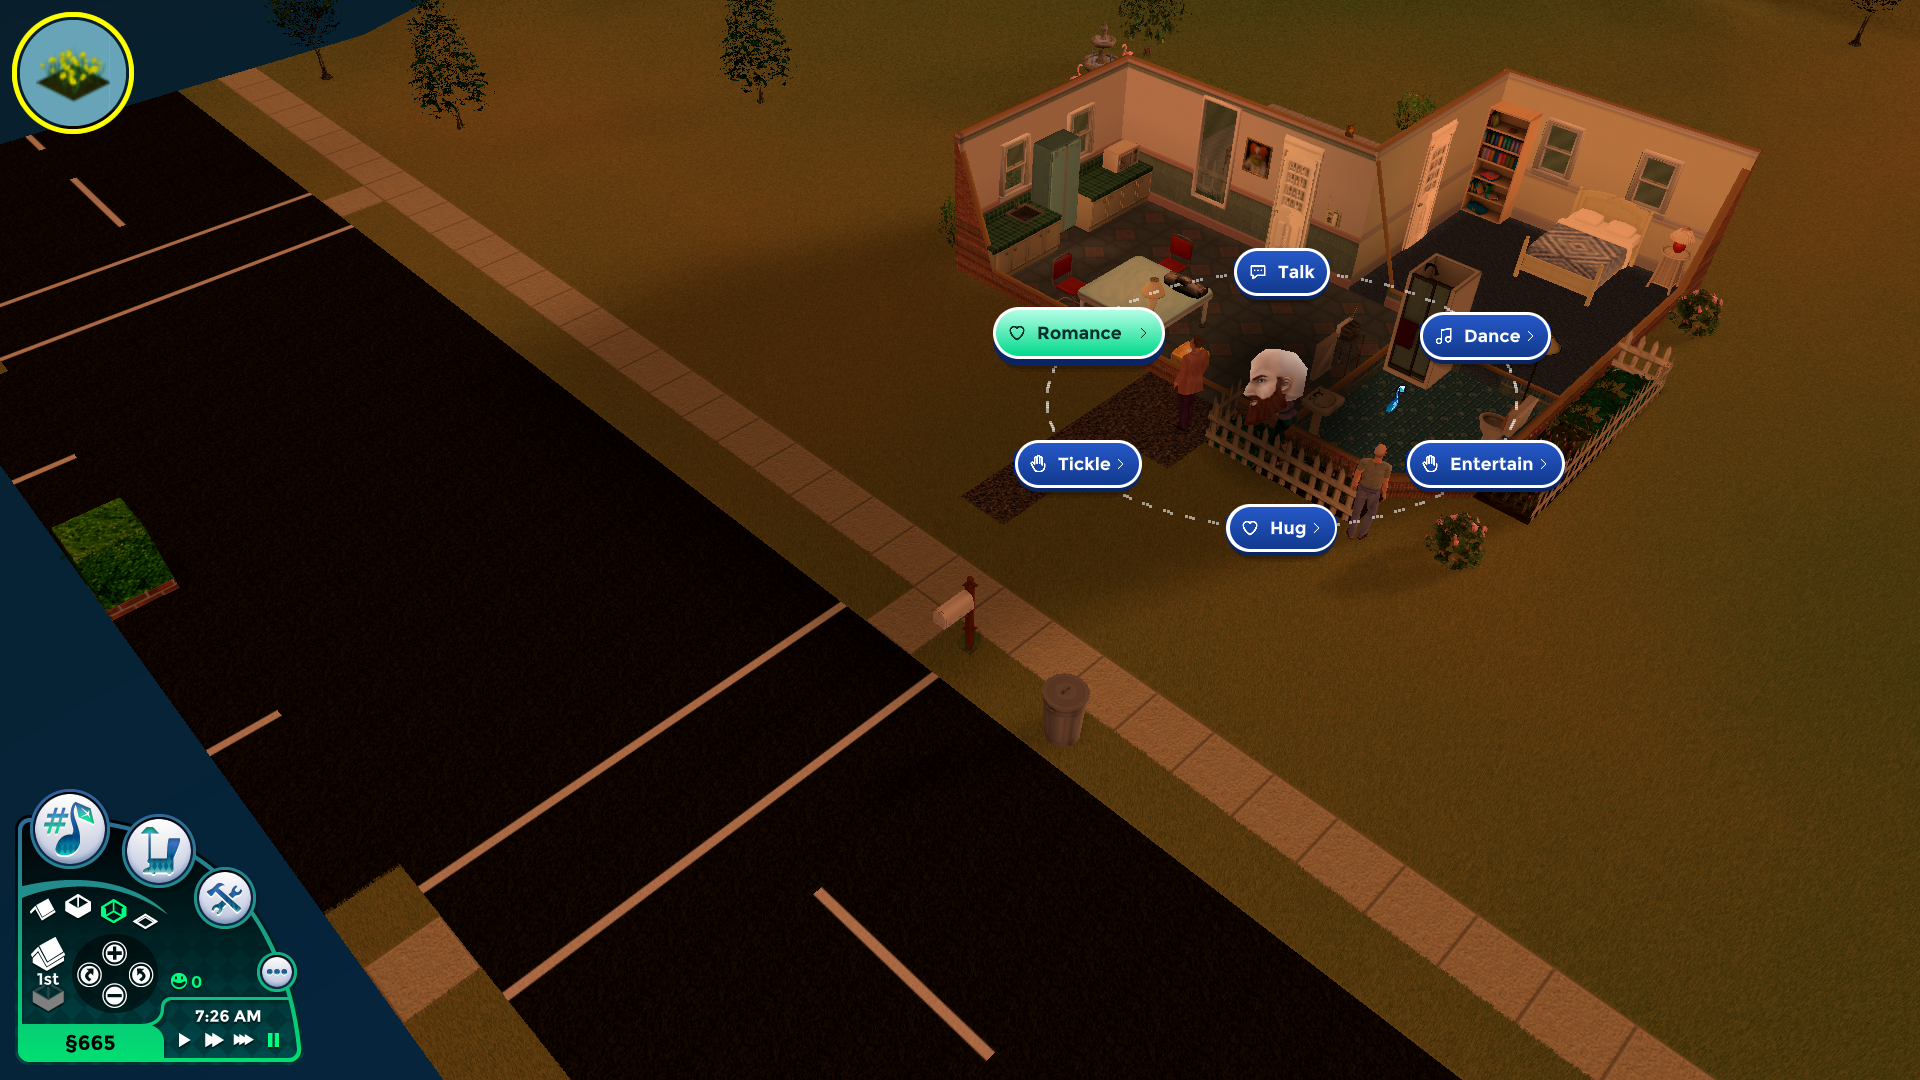 Talk
Romance
Dance
Tickle
Entertain
Hug
#
1st
0
7:26 AM
§665